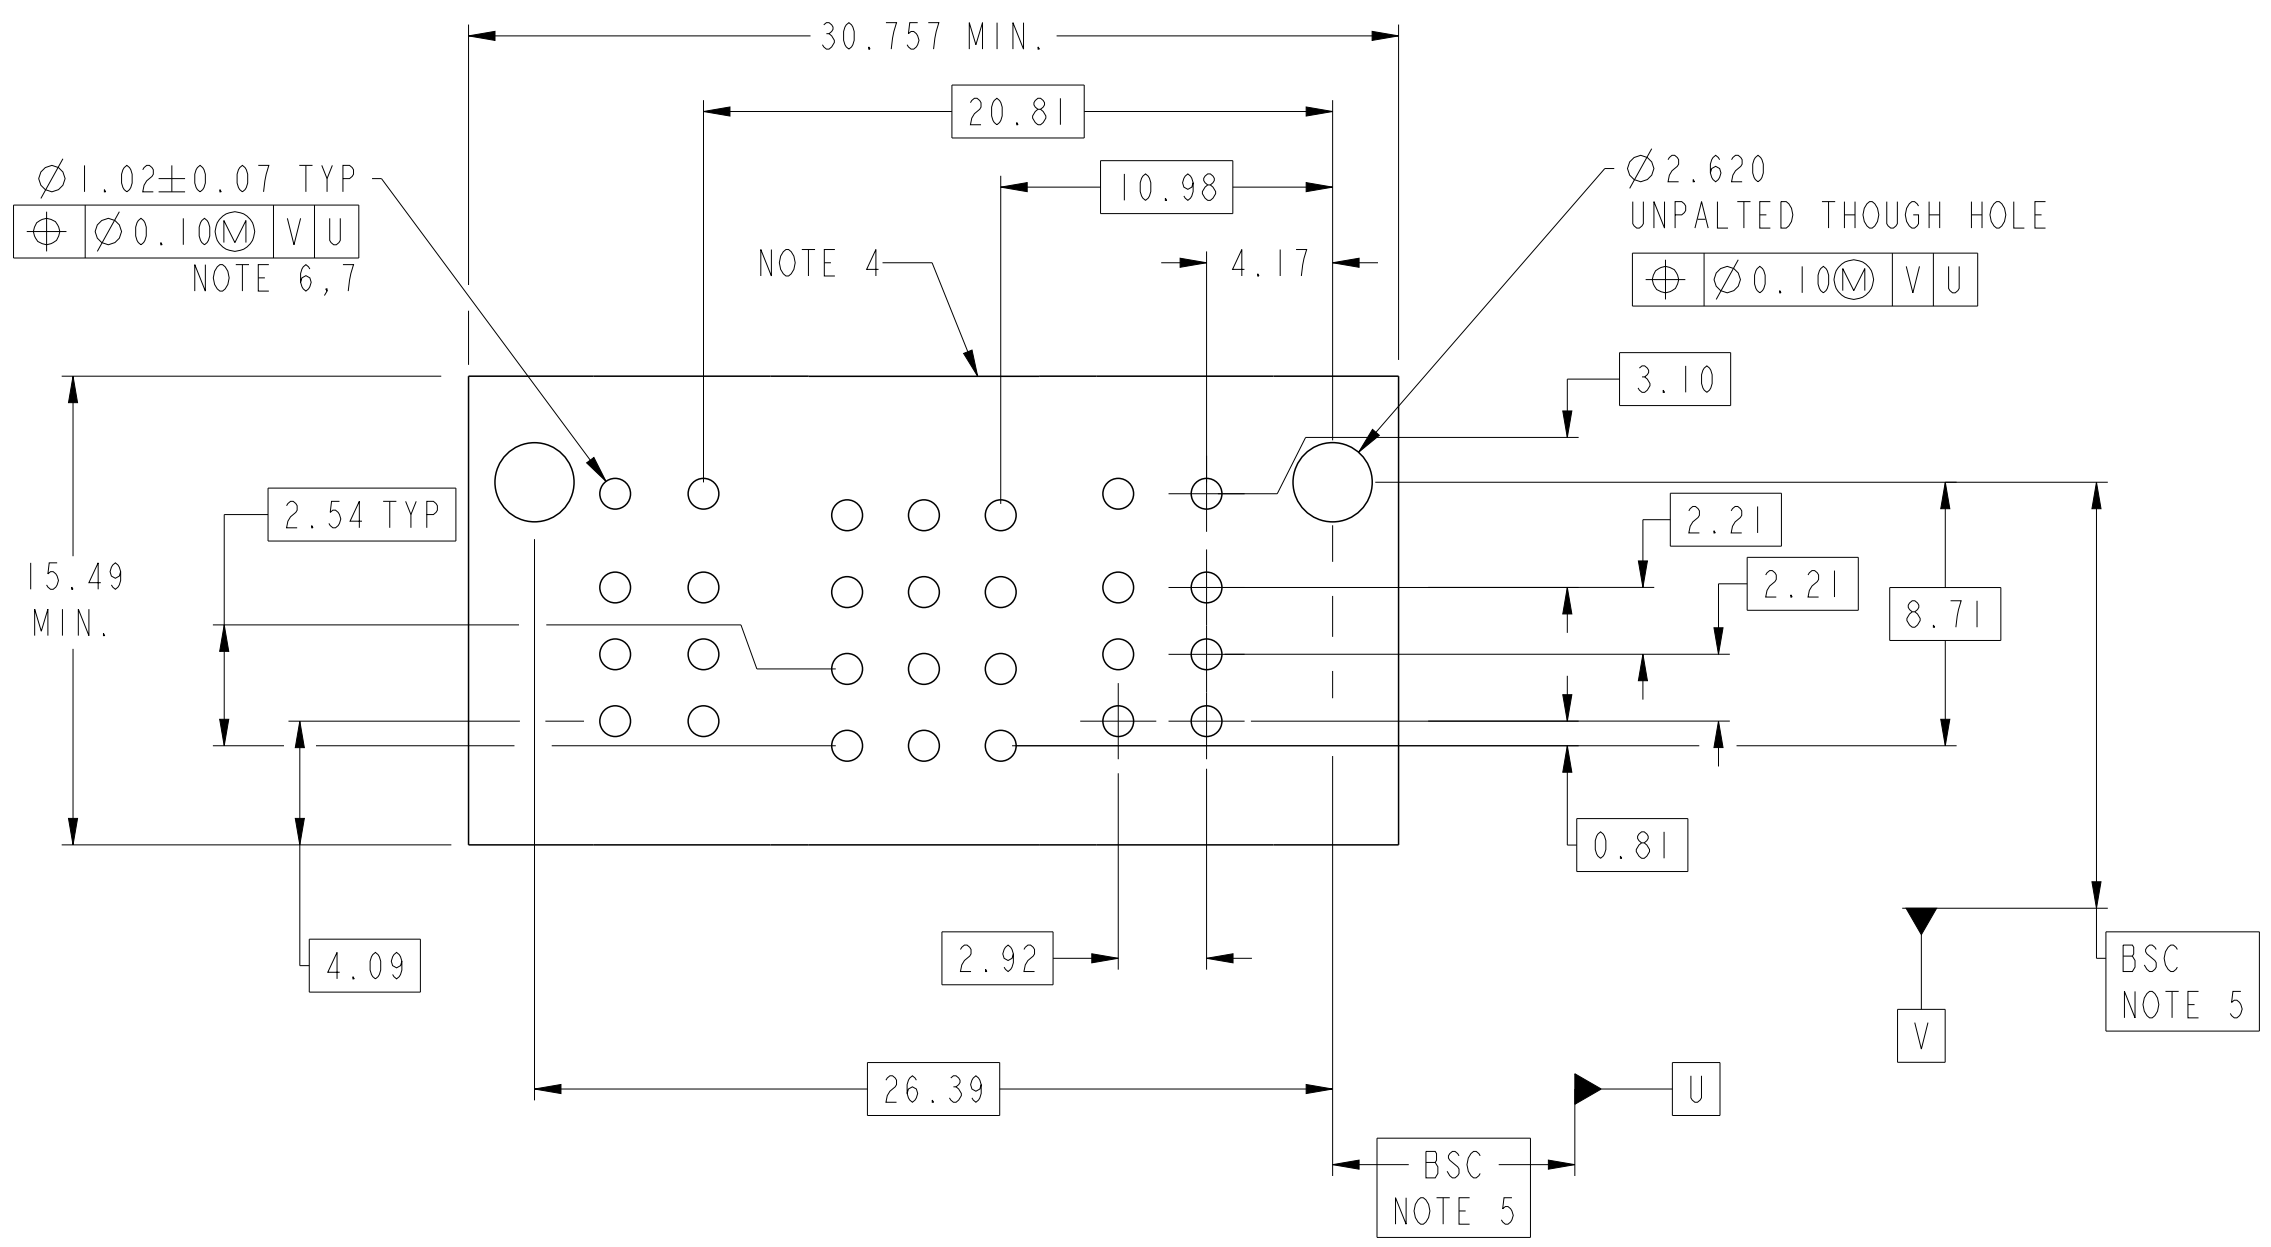 30.757 MIN.
20.81
Ø1.02±0.07 TYP
⌖ Ø0.10Ⓜ V U
NOTE 6,7
10.98
Ø2.620
UNPALTED THOUGH HOLE
⌖ Ø0.10Ⓜ V U
NOTE 4
4.17
3.10
2.54 TYP
2.21
15.49
MIN.
2.21
8.71
0.81
4.09
2.92
BSC
NOTE 5
V
26.39
U
BSC
NOTE 5